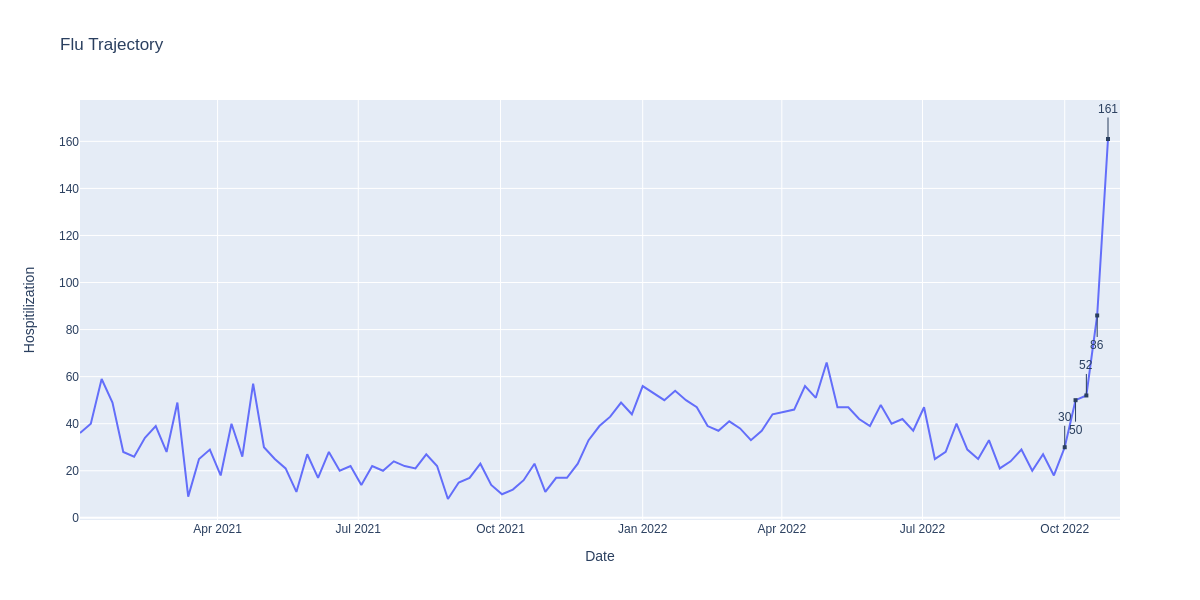 Flu Trajectory
161
160
140
120
100
80
86
60
52
40
30
50
20
0
Apr 2021
Jul 2021
Oct 2021
Jan 2022
Apr 2022
Jul 2022
Oct 2022
Hospitilization
Date